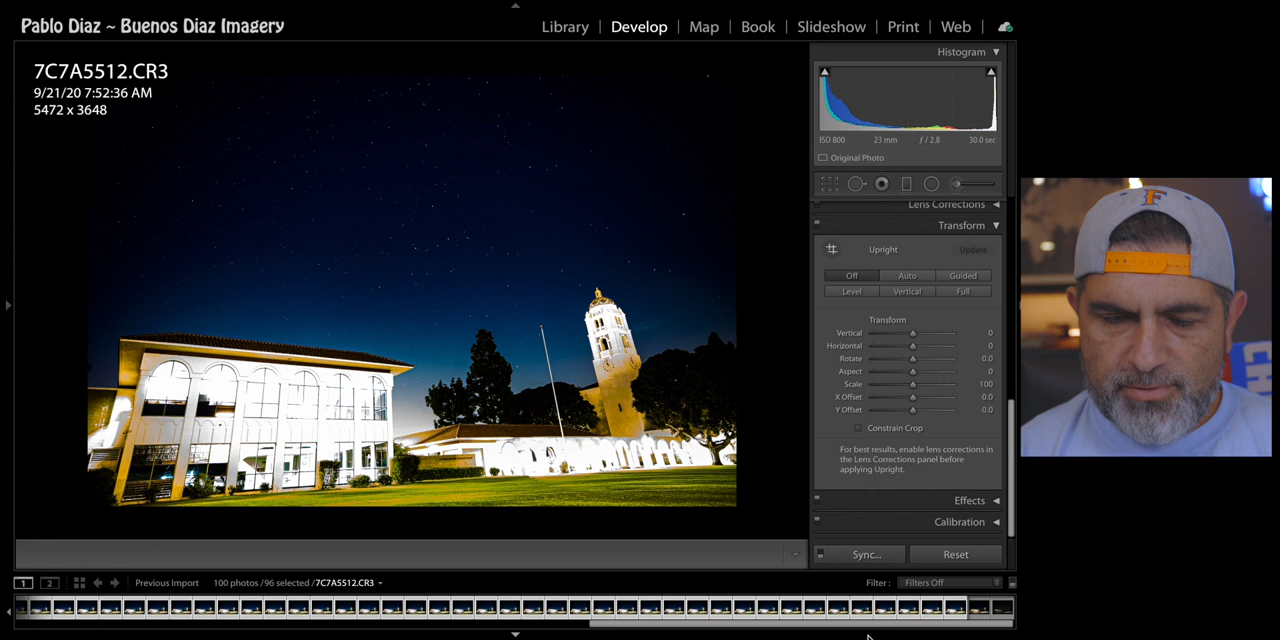 Pablo Diaz ~ Buenos Diaz Imagery
Library | Develop | Map | Book | Slideshow | Print | Web |
7C7A5512.CR3
9/21/20 7:52:36 AM
5472 x 3648
Histogram
ISO 800 23 mm ƒ / 2.8 30.0 sec
Original Photo
Lens Corrections
Transform
Upright Update
Off Auto Guided
Level Vertical Full
Transform
Vertical 0
Horizontal 0
Rotate 0.0
Aspect 0
Scale 100
X Offset 0.0
Y Offset 0.0
Constrain Crop
For best results, enable lens corrections in
the Lens Corrections panel before
applying Upright.
Effects
Calibration
Sync... Reset
1 2 Previous Import 100 photos / 96 selected / 7C7A5512.CR3 Filter : Filters Off
F